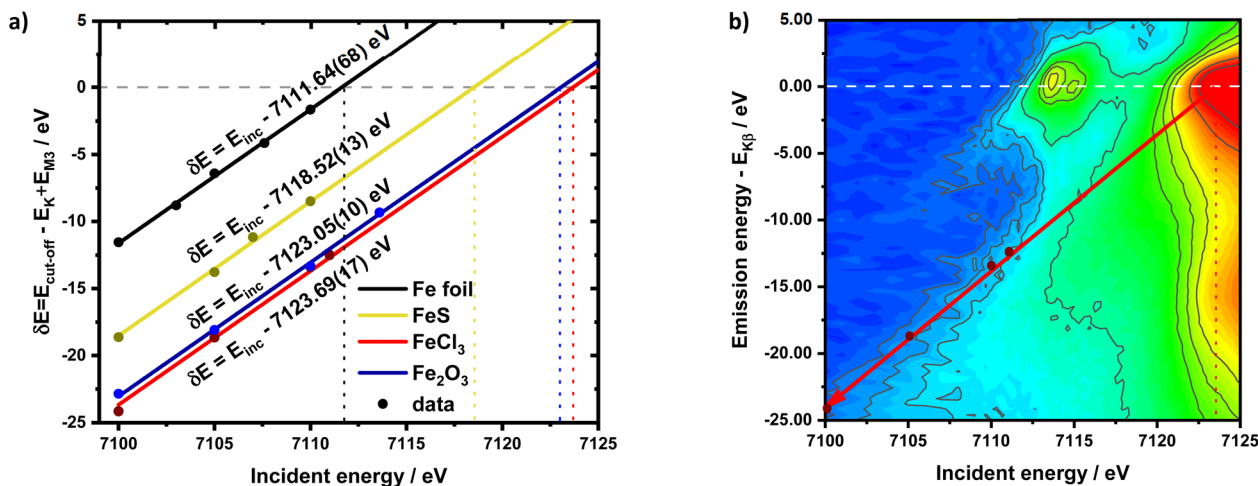 a)
5
0
-5
-10
-15
-20
-25
7100
7105
7110
7115
7120
7125
δE=E_cut-off - E_K+E_M3 / eV
Incident energy / eV
δE = E_inc - 7111.64(68) eV
δE = E_inc - 7118.52(13) eV
δE = E_inc - 7123.05(10) eV
δE = E_inc - 7123.69(17) eV
Fe foil
FeS
FeCl₃
Fe₂O₃
data
b)
5.00
0.00
-5.00
-10.00
-15.00
-20.00
-25.00
7100
7105
7110
7115
7120
7125
Emission energy - E_Kβ / eV
Incident energy / eV